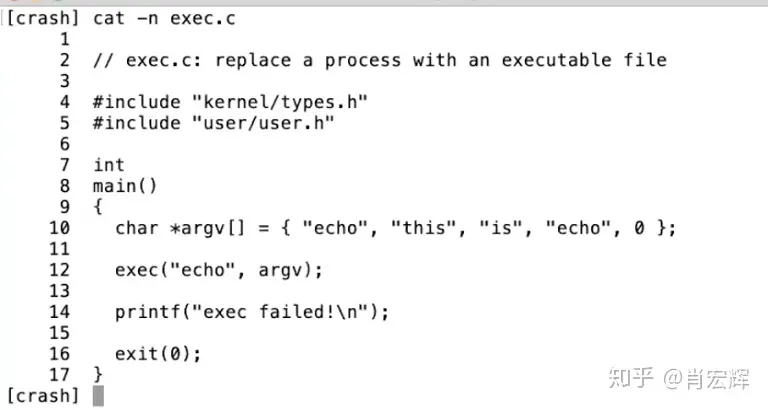 [crash] cat -n exec.c
1
2 // exec.c: replace a process with an executable file
3
4 #include "kernel/types.h"
5 #include "user/user.h"
6
7 int
8 main()
9 {
10   char *argv[] = { "echo", "this", "is", "echo", 0 };
11
12   exec("echo", argv);
13
14   printf("exec failed!\n");
15
16   exit(0);
17 }
[crash]
知乎 @肖宏辉